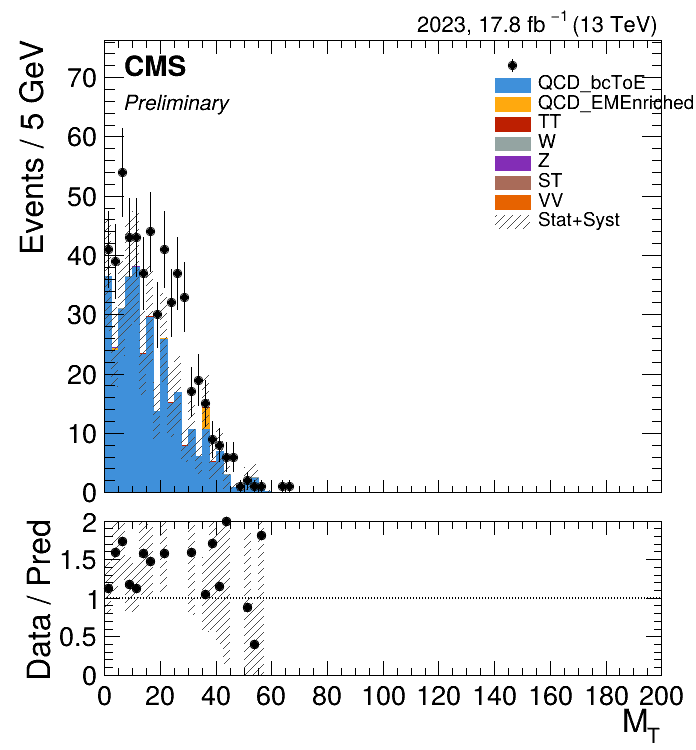 2023, 17.8 fb⁻¹ (13 TeV)
Events / 5 GeV
70
60
50
40
30
20
10
0
CMS
Preliminary
QCD_bcToE
QCD_EMEnriched
TT
W
Z
ST
VV
Stat+Syst
Data / Pred
2
1.5
1
0.5
0
0 20 40 60 80 100 120 140 160 180 200
M_T